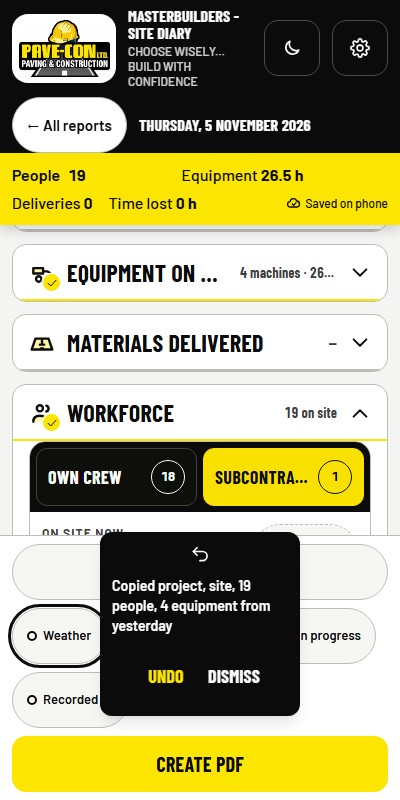 PAVE-CON LTD.
PAVING & CONSTRUCTION
MASTERBUILDERS -
SITE DIARY
CHOOSE WISELY...
BUILD WITH
CONFIDENCE
← All reports
THURSDAY, 5 NOVEMBER 2026
People 19
Equipment 26.5 h
Deliveries 0 Time lost 0 h
Saved on phone
EQUIPMENT ON ...
4 machines · 26...
MATERIALS DELIVERED
–
WORKFORCE
19 on site
OWN CREW 18
SUBCONTRA... 1
ON SITE NOW
Copied project, site, 19
people, 4 equipment from
yesterday
UNDO DISMISS
Weather
n progress
Recorded
CREATE PDF